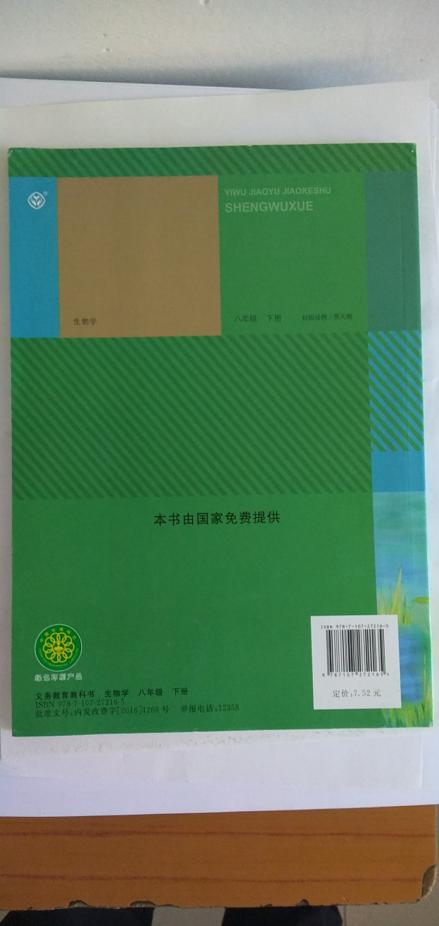 YIWU JIAOYU JIAOKESHU
SHENGWUXUE
生物学
八年级 下册
本书由国家免费提供
绿色印刷产品
义务教育教科书 生物学 八年级 下册
ISBN 978-7-107-27216-5
批准文号:内发改费字[2016]1268号 举报电话:12358
ISBN 978-7-107-27216-5
9 787107 272165
定价:7.52元